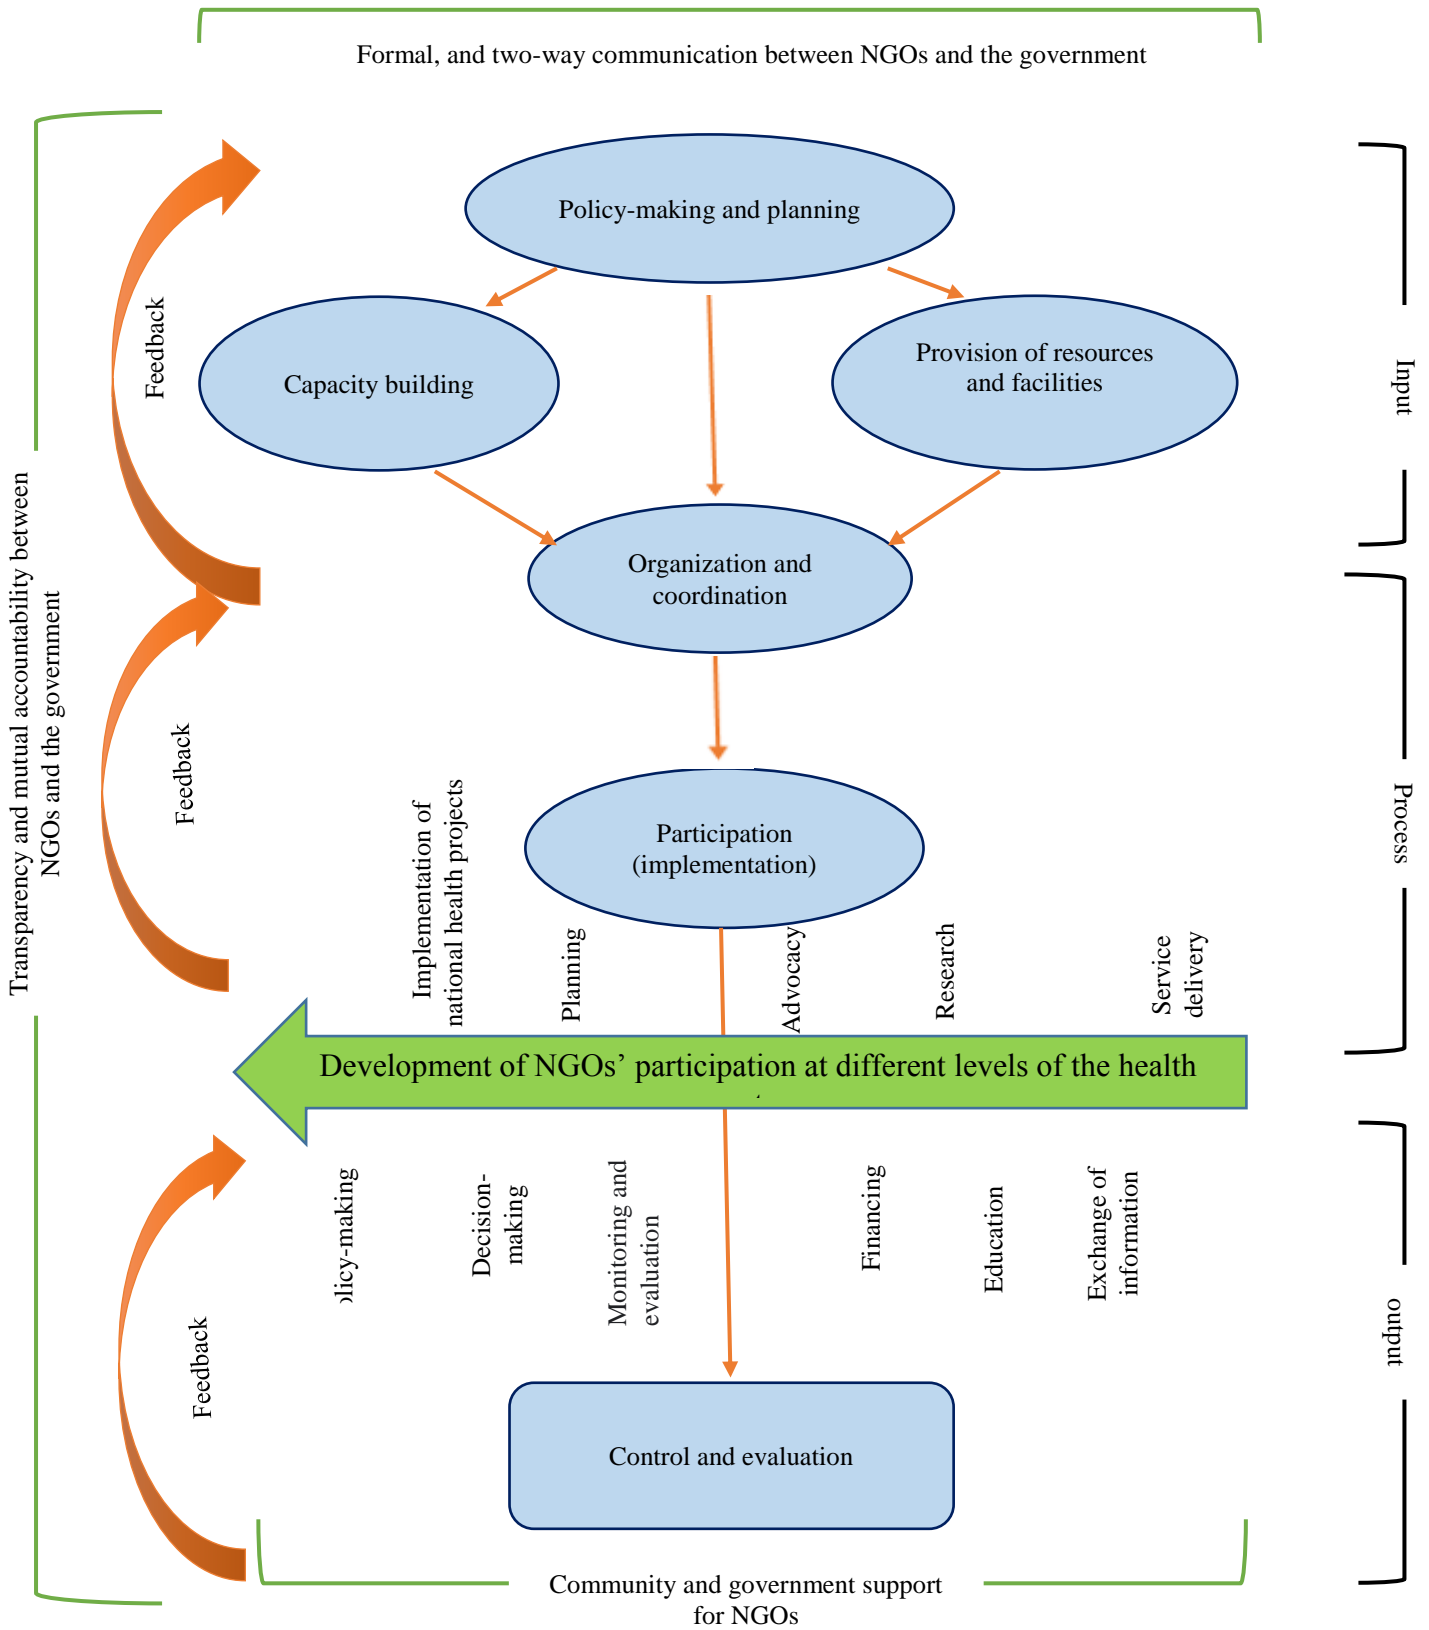 Formal, and two-way communication between NGOs and the government
Policy-making and planning
Capacity building
Provision of resources
and facilities
Organization and
coordination
Participation
(implementation)
Implementation of
national health projects
Planning
Advocacy
Research
Service
delivery
Development of NGOs’ participation at different levels of the health
licy-making
Decision-
making
Monitoring and
evaluation
Financing
Education
Exchange of
information
Control and evaluation
Community and government support
for NGOs
Transparency and mutual accountability between
NGOs and the government
Feedback
Feedback
Feedback
Input
Process
output